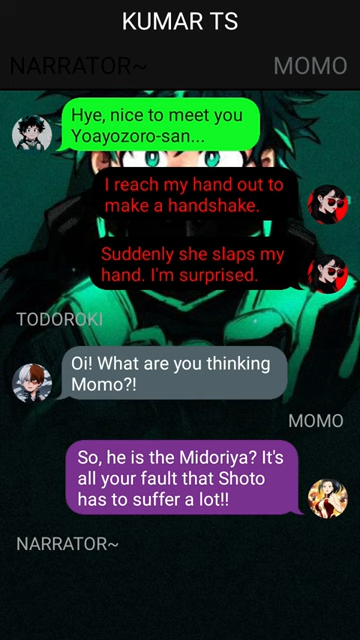 KUMAR TS
NARRATOR~
MOMO
Hye, nice to meet you
Yoayozoro-san...
I reach my hand out to
make a handshake.
Suddenly she slaps my
hand. I'm surprised.
TODOROKI
Oi! What are you thinking
Momo?!
MOMO
So, he is the Midoriya? It's
all your fault that Shoto
has to suffer a lot!!
NARRATOR~